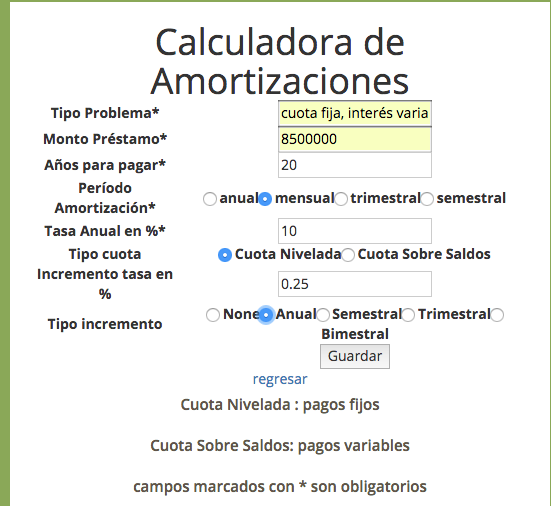 Calculadora de
Amortizaciones
Tipo Problema* cuota fija, interés varia
Monto Préstamo* 8500000
Años para pagar* 20
Período
Amortización* anual mensual trimestral semestral
Tasa Anual en %* 10
Tipo cuota Cuota Nivelada Cuota Sobre Saldos
Incremento tasa en
% 0.25
Tipo incremento None Anual Semestral Trimestral
Bimestral
Guardar
regresar
Cuota Nivelada : pagos fijos
Cuota Sobre Saldos: pagos variables
campos marcados con * son obligatorios